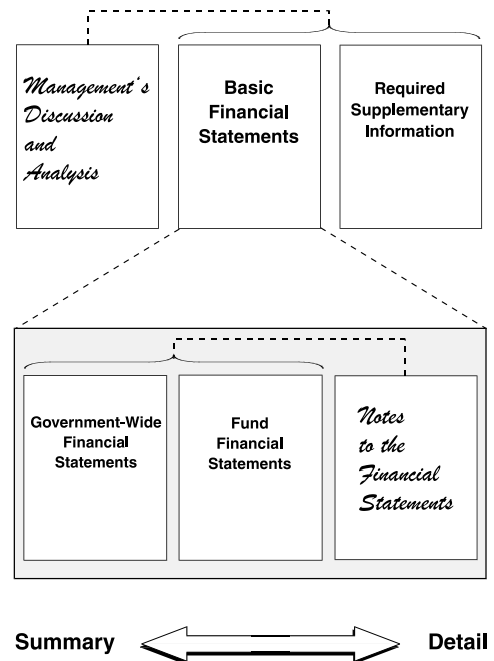 Management's
Discussion
and
Analysis
Basic
Financial
Statements
Required
Supplementary
Information
Government-Wide
Financial
Statements
Fund
Financial
Statements
Notes
to the
Financial
Statements
Summary
Detail